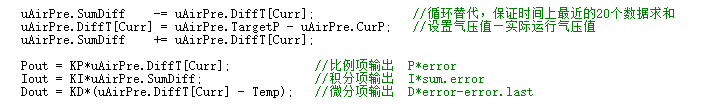 uAirPre.SumDiff -= uAirPre.DiffT[Curr]; //循环替代，保证时间上最近的20个数据求和
uAirPre.DiffT[Curr] = uAirPre.TargetP - uAirPre.CurP; //设置气压值－实际运行气压值
uAirPre.SumDiff += uAirPre.DiffT[Curr];
Pout = KP*uAirPre.DiffT[Curr]; //比例项输出 P*error
Iout = KI*uAirPre.SumDiff; //积分项输出 I*sum.error
Dout = KD*(uAirPre.DiffT[Curr] - Temp); //微分项输出 D*error-error.last